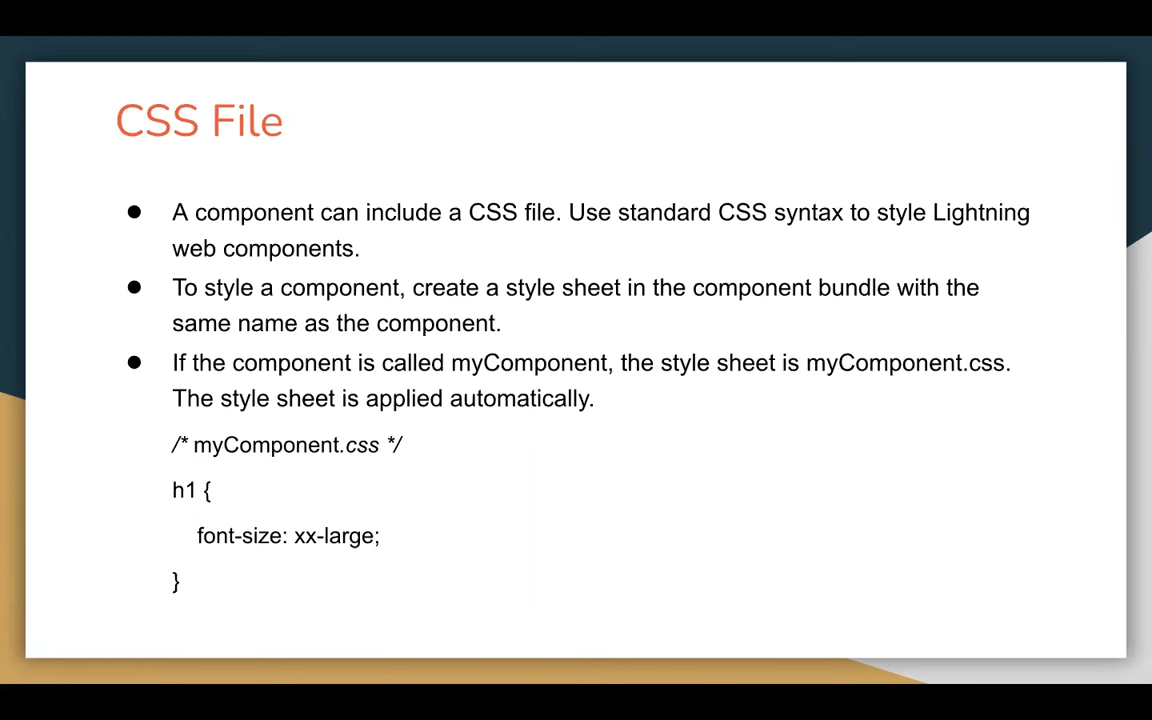 CSS File
● A component can include a CSS file. Use standard CSS syntax to style Lightning
web components.
● To style a component, create a style sheet in the component bundle with the
same name as the component.
● If the component is called myComponent, the style sheet is myComponent.css.
The style sheet is applied automatically.
/* myComponent.css */
h1 {
font-size: xx-large;
}